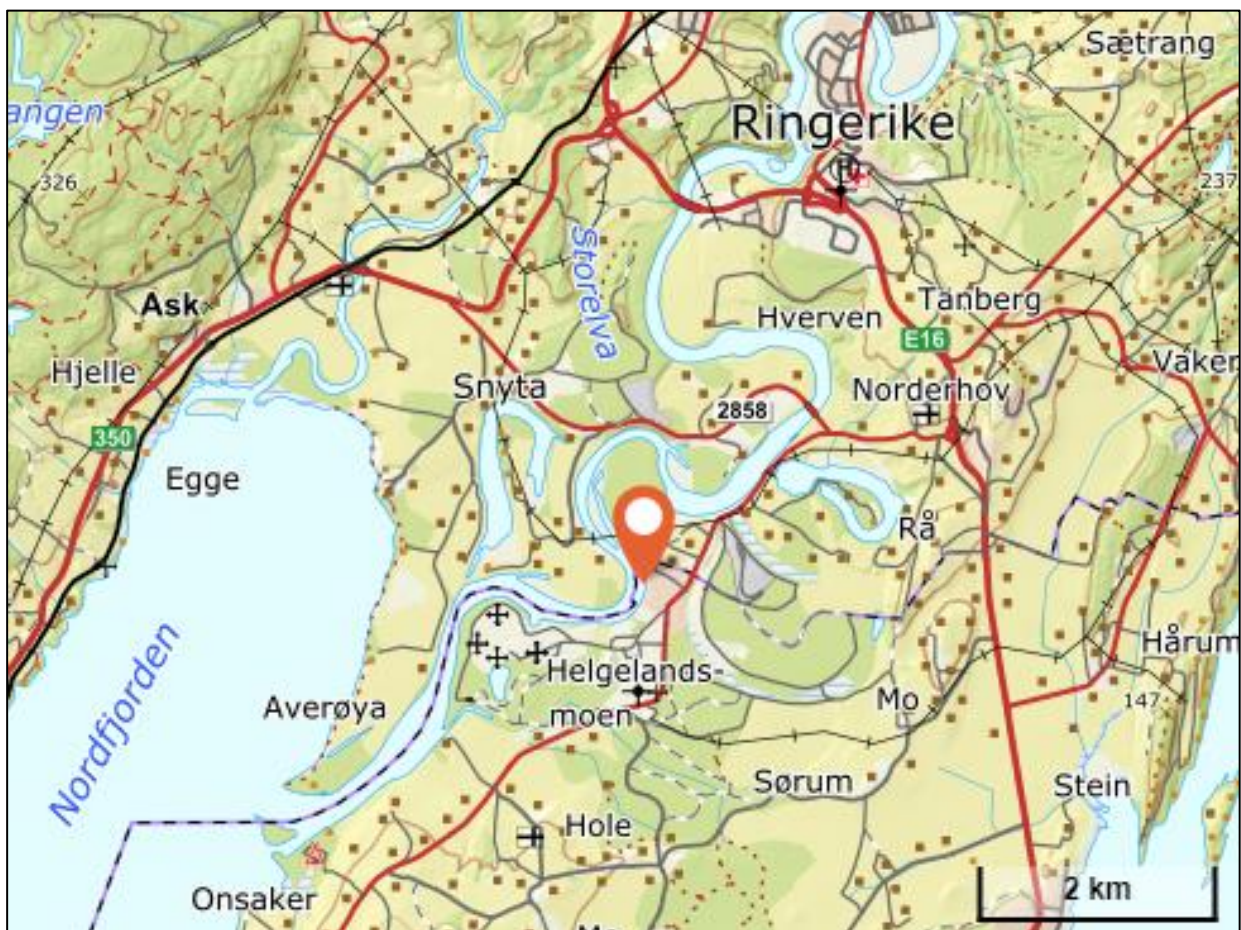 Sætrang
angen
Ringerike
326
237
Storelva
Ask
Tanberg
Hverven
E16
Hjelle
Vaker
Snyta
Norderhov
2858
350
Egge
Rå
Hårum
Helgelands-
moen
Averøya
Mo
147
Nordfjorden
Sørum
Stein
Hole
2 km
Onsaker